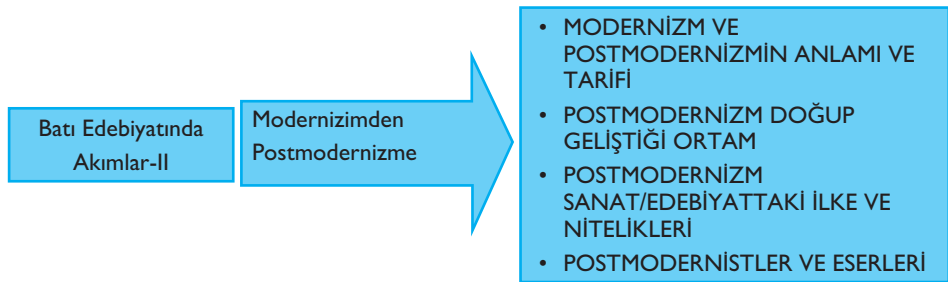 Batı Edebiyatında
Akımlar-II
Modernizimden
Postmodernizme
• MODERNİZM VE
POSTMODERNİZMİN ANLAMI VE
TARİFİ
• POSTMODERNİZM DOĞUP
GELİŞTİĞİ ORTAM
• POSTMODERNİZM
SANAT/EDEBİYATTAKİ İLKE VE
NİTELİKLERİ
• POSTMODERNİSTLER VE ESERLERİ